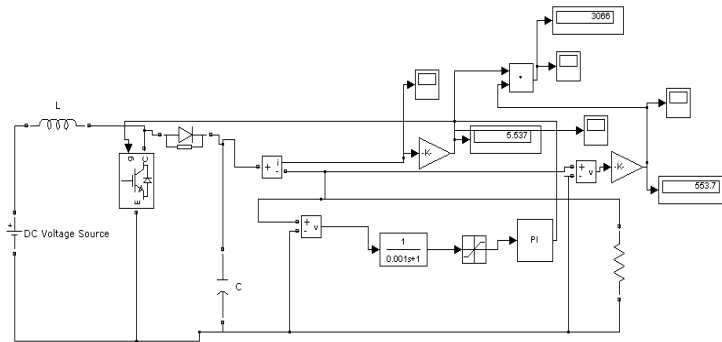 3066
L
g
C
E
+
DC Voltage Source
C
+
-
i
-K-
5.537
+
-
v
-K-
553.7
+
-
v
1
0.001s+1
PI